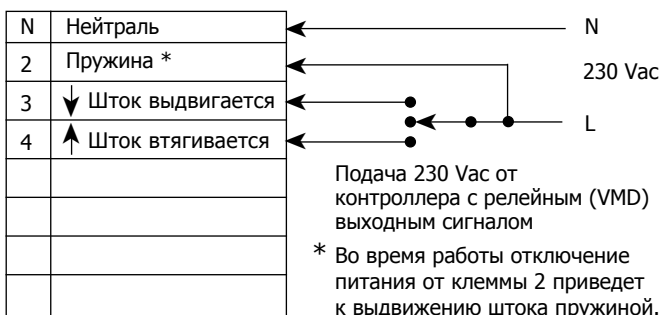 N Нейтраль
N
2 Пружина *
230 Vac
3 Шток выдвигается
L
4 Шток втягивается
Подача 230 Vac от
контроллера с релейным (VMD)
выходным сигналом
* Во время работы отключение
питания от клеммы 2 приведет
к выдвижению штока пружиной.